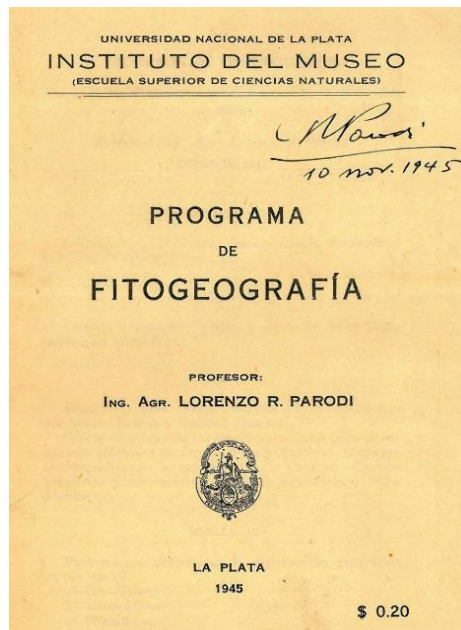 UNIVERSIDAD NACIONAL DE LA PLATA
INSTITUTO DEL MUSEO
(ESCUELA SUPERIOR DE CIENCIAS NATURALES)
Parodi
10 nov. 1945
PROGRAMA
DE
FITOGEOGRAFÍA
PROFESOR:
ING. AGR. LORENZO R. PARODI
LA PLATA
1945
$ 0.20